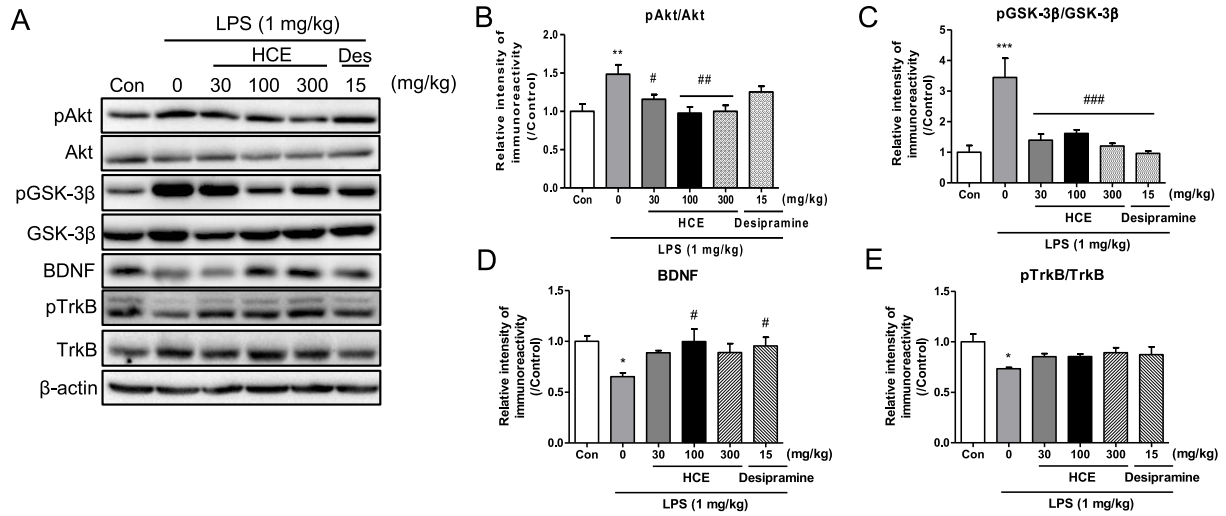 A
LPS (1 mg/kg)
HCE Des
Con 0 30 100 300 15 (mg/kg)
pAkt
Akt
pGSK-3β
GSK-3β
BDNF
pTrkB
TrkB
β-actin
B
pAkt/Akt
Relative intensity of
immunoreactivity
(/Control)
2.0
1.5
1.0
0.5
0.0
**
#
##
Con 0 30 100 300 15 (mg/kg)
HCE Desipramine
LPS (1 mg/kg)
C
pGSK-3β/GSK-3β
Relative intensity of
immunoreactivity
(/Control)
5
4
3
2
1
0
***
###
Con 0 30 100 300 15 (mg/kg)
HCE Desipramine
LPS (1 mg/kg)
D
BDNF
Relative intensity of
immunoreactivity
(/Control)
1.5
1.0
0.5
0.0
*
#
#
Con 0 30 100 300 15 (mg/kg)
HCE Desipramine
LPS (1 mg/kg)
E
pTrkB/TrkB
Relative intensity of
immunoreactivity
(/Control)
1.5
1.0
0.5
0.0
*
Con 0 30 100 300 15 (mg/kg)
HCE Desipramine
LPS (1 mg/kg)